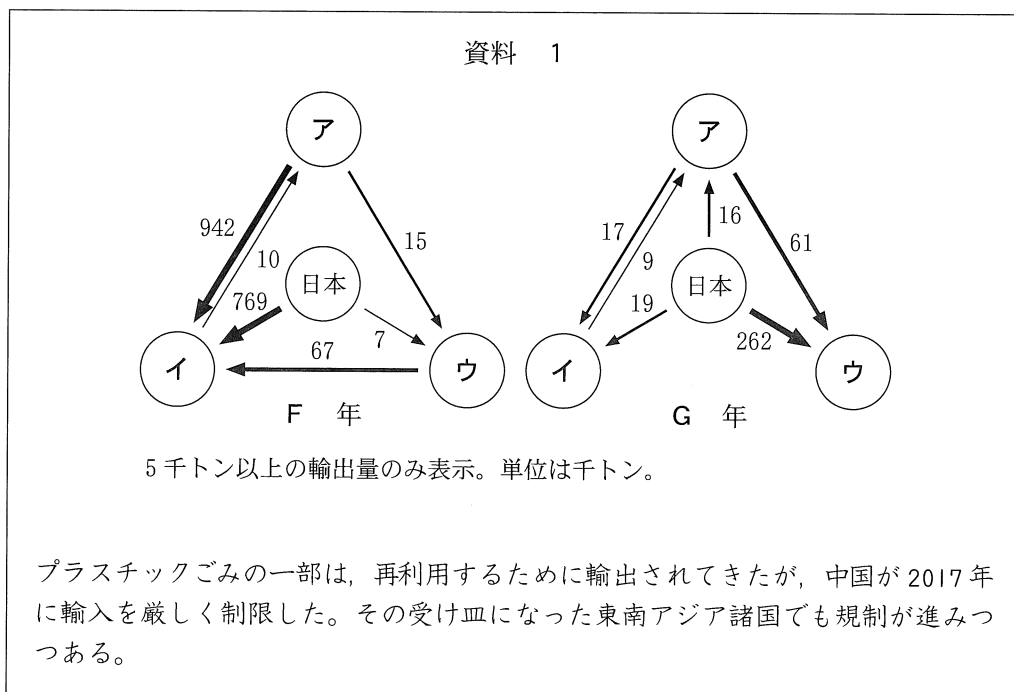 資料 1
ア
ア
942
10
15
日本
769
7
67
イ
ウ
F 年
17
9
16
61
日本
19
262
イ
ウ
G 年
5千トン以上の輸出量のみ表示。単位は千トン。
プラスチックごみの一部は，再利用するために輸出されてきたが，中国が2017年
に輸入を厳しく制限した。その受け皿になった東南アジア諸国でも規制が進みつ
つある。